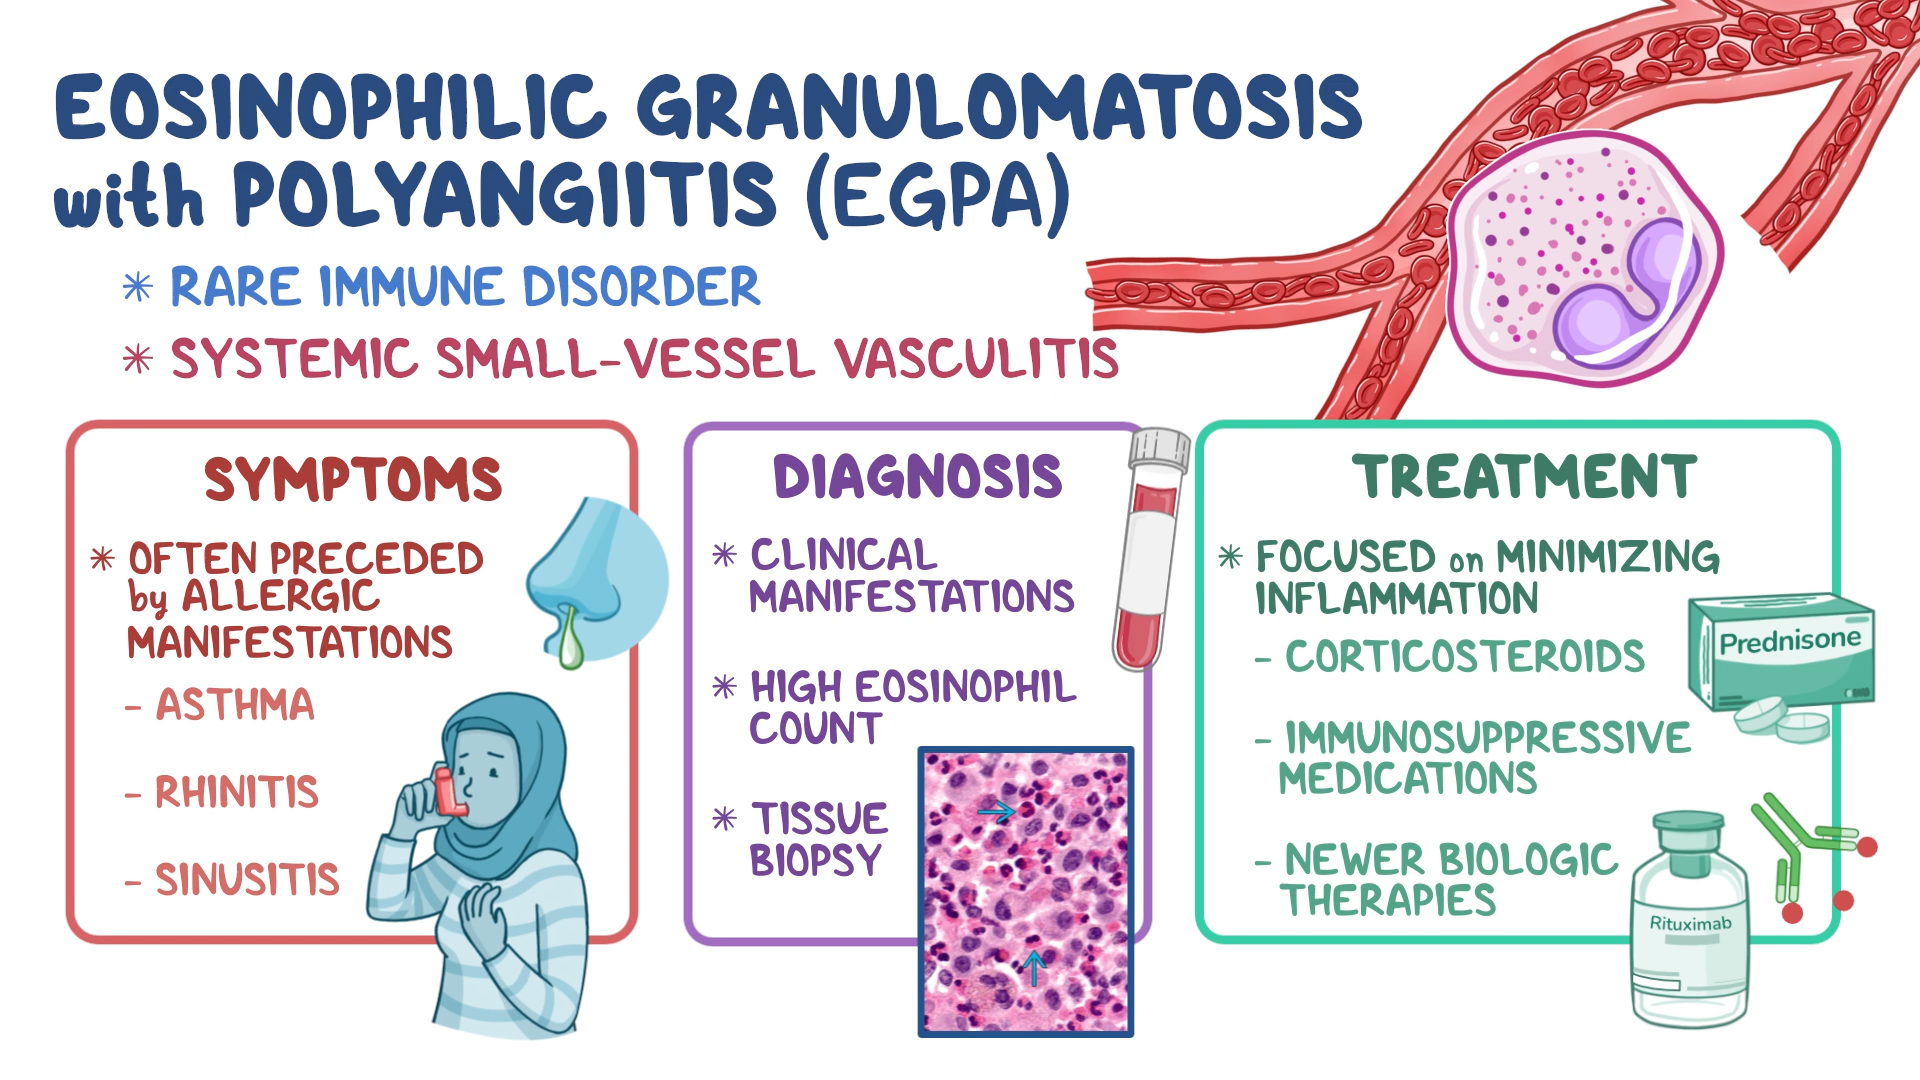 EOSINOPHILIC GRANULOMATOSIS
with POLYANGIITIS (EGPA)
* RARE IMMUNE DISORDER
* SYSTEMIC SMALL-VESSEL VASCULITIS
SYMPTOMS
* OFTEN PRECEDED
by ALLERGIC
MANIFESTATIONS
- ASTHMA
- RHINITIS
- SINUSITIS
DIAGNOSIS
* CLINICAL
MANIFESTATIONS
* HIGH EOSINOPHIL
COUNT
* TISSUE
BIOPSY
TREATMENT
* FOCUSED on MINIMIZING
INFLAMMATION
- CORTICOSTEROIDS
Prednisone
- IMMUNOSUPPRESSIVE
MEDICATIONS
- NEWER BIOLOGIC
THERAPIES
Rituximab